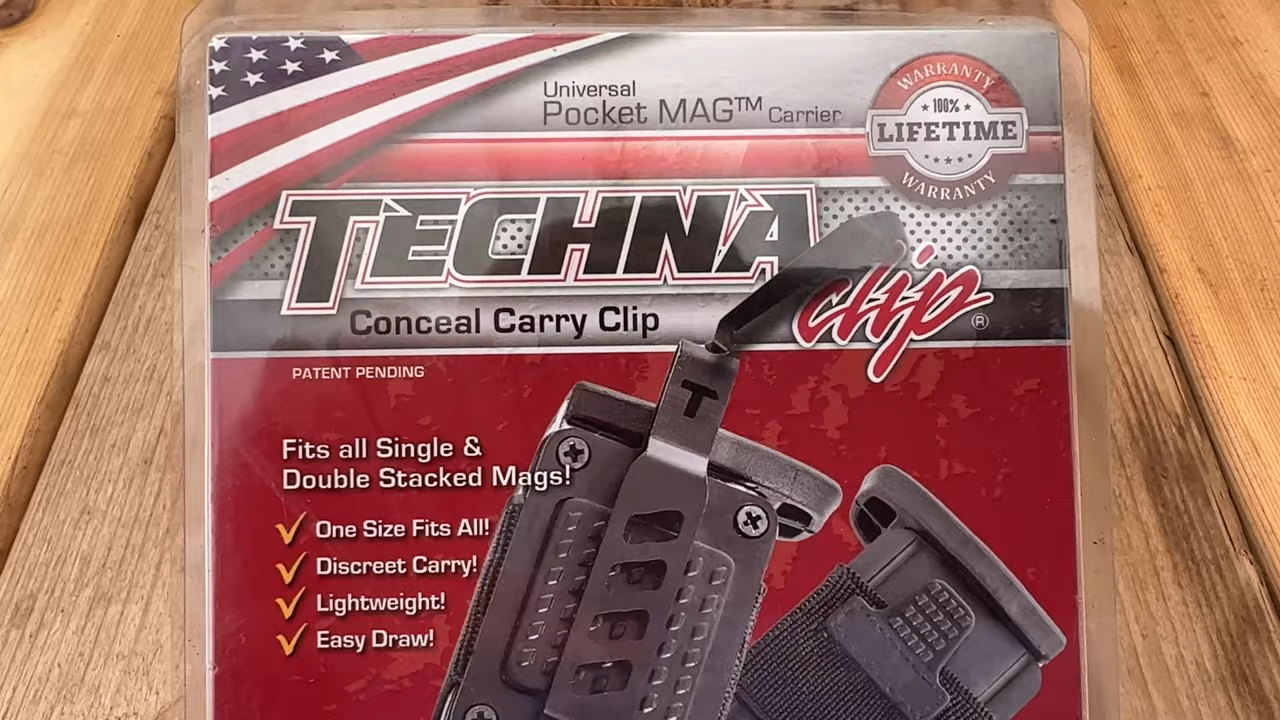 Universal
Pocket MAG™ Carrier
WARRANTY
100%
LIFETIME
WARRANTY
TECHNA
clip®
Conceal Carry Clip
PATENT PENDING
T
Fits all Single &
Double Stacked Mags!
One Size Fits All!
Discreet Carry!
Lightweight!
Easy Draw!